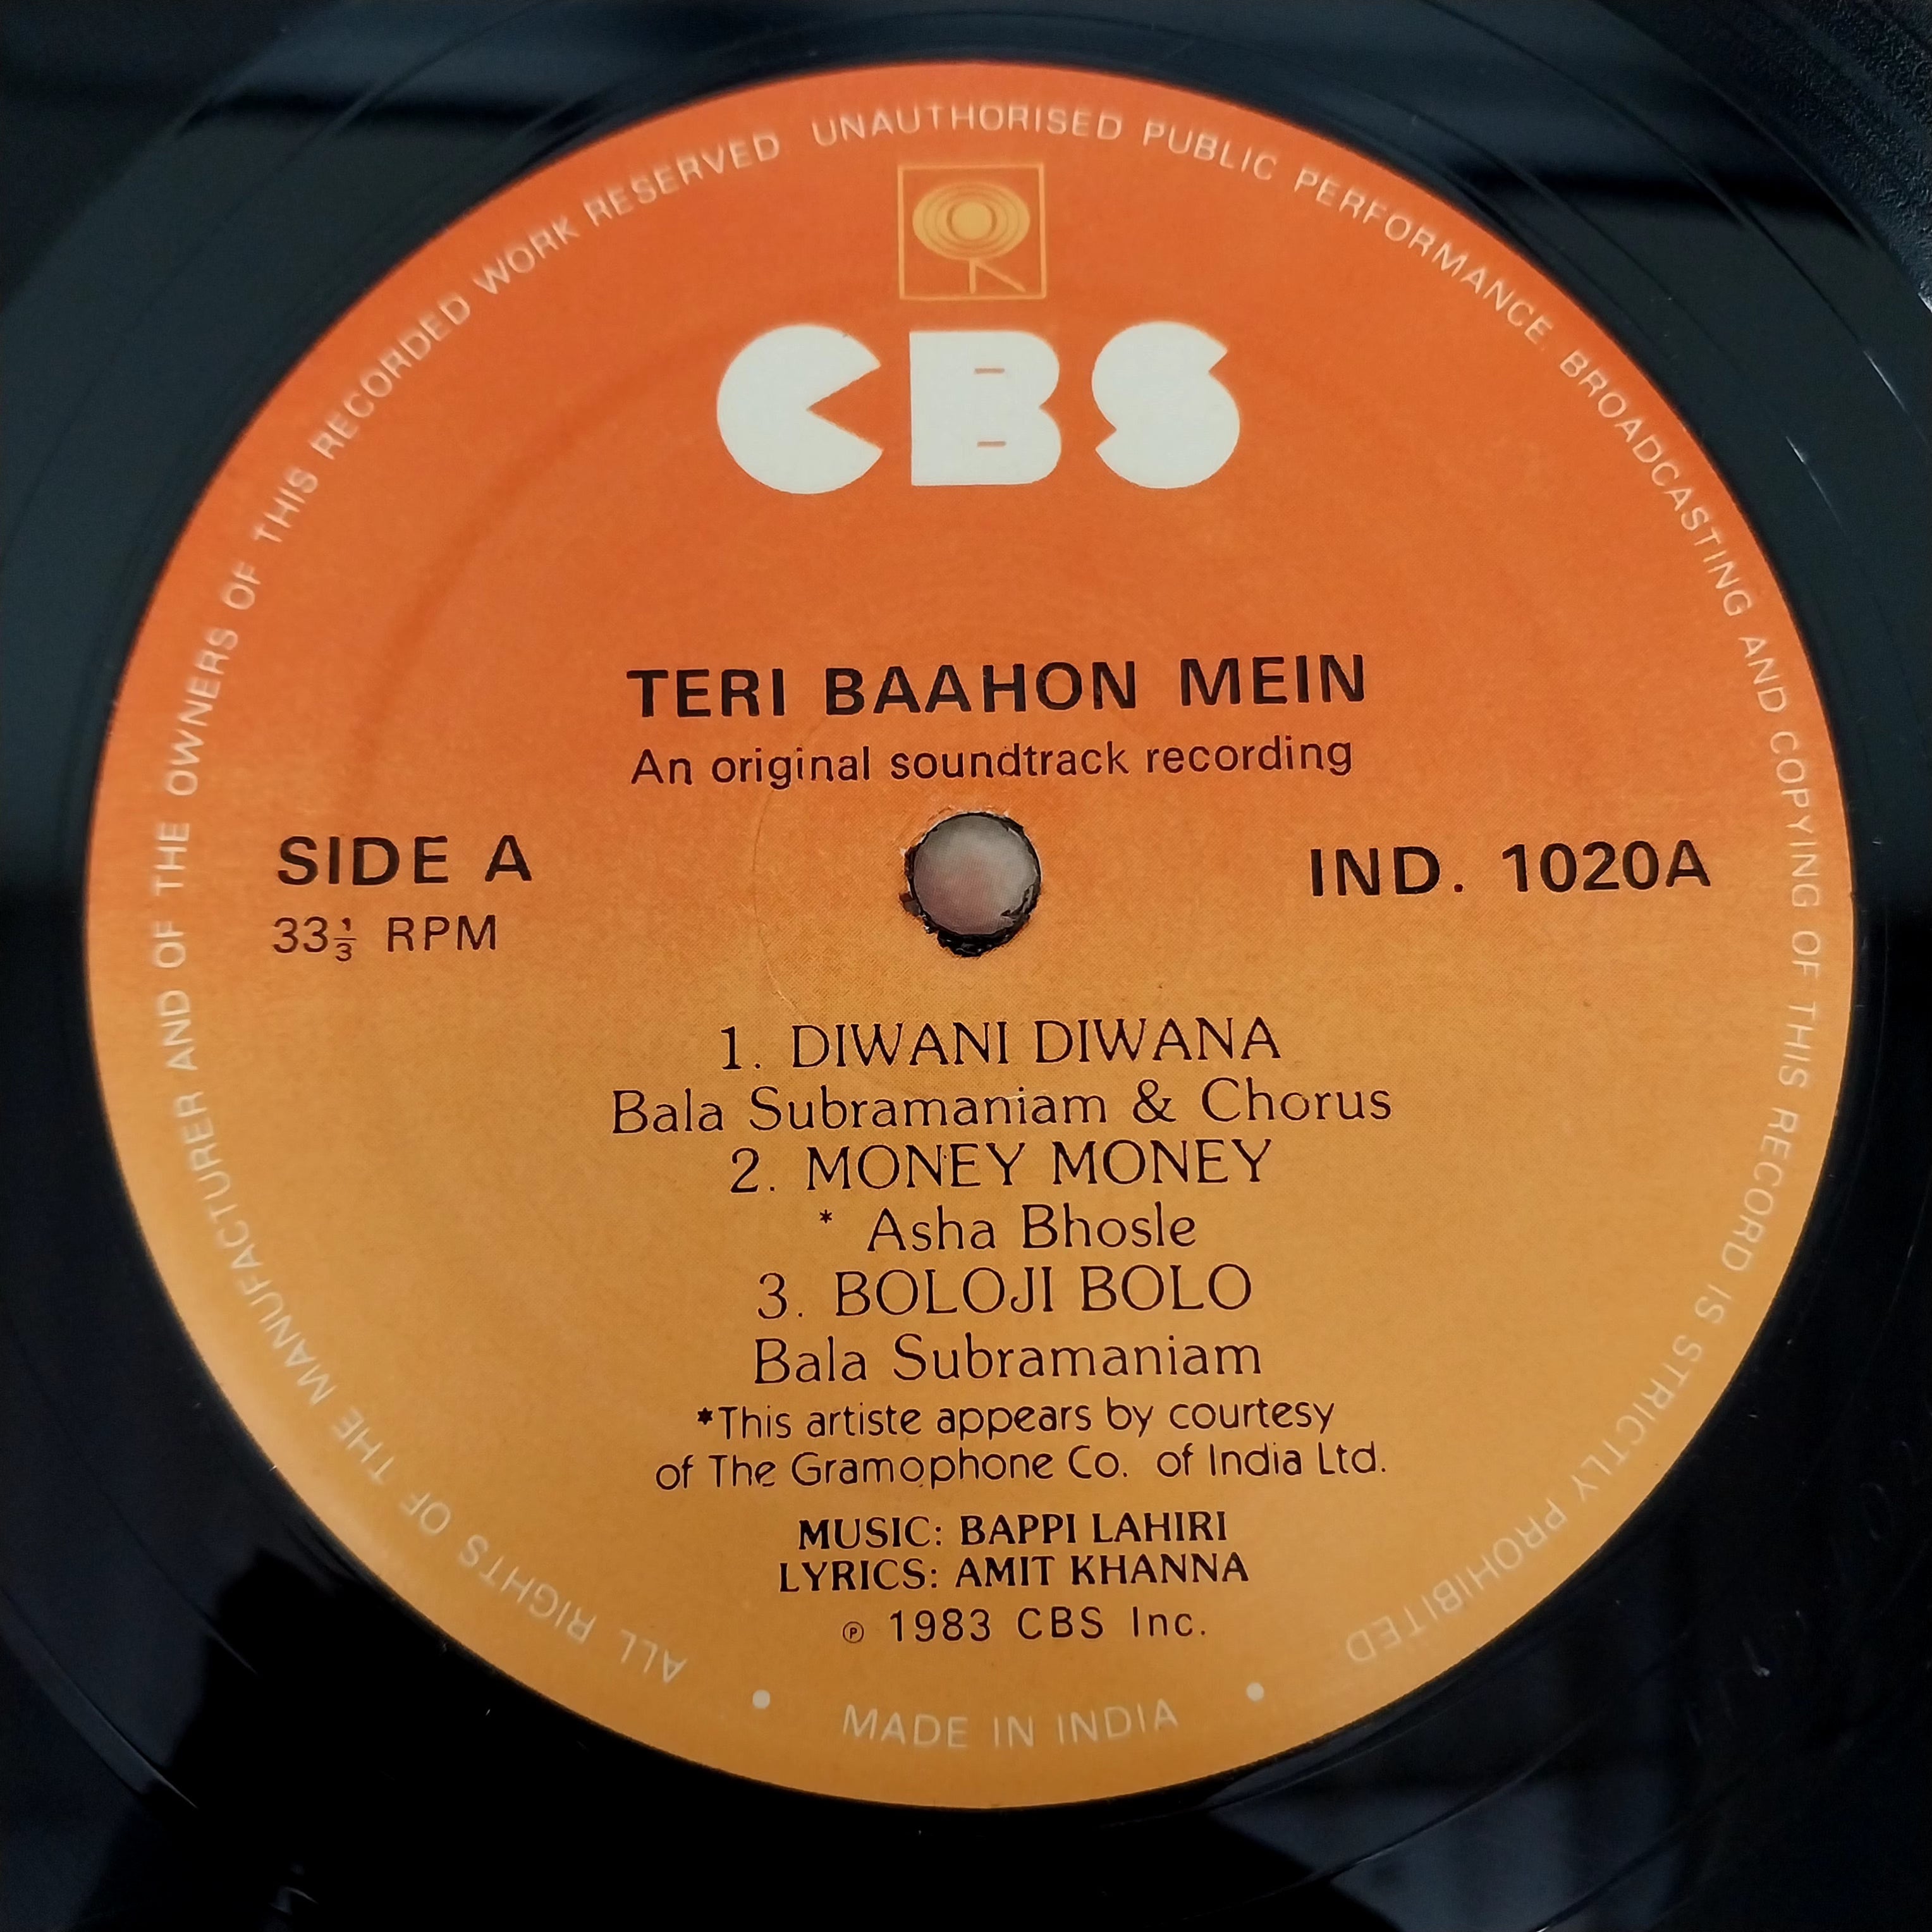 ALL RIGHTS OF THE MANUFACTURER AND OF THE OWNERS OF THIS RECORDED WORK RESERVED UNAUTHORISED PUBLIC PERFORMANCE BROADCASTING AND COPYING OF THIS RECORD IS STRICTLY PROHIBITED
CBS
TERI BAAHON MEIN
An original soundtrack recording
SIDE A
33⅓ RPM
IND. 1020A
1. DIWANI DIWANA
Bala Subramaniam & Chorus
2. MONEY MONEY
* Asha Bhosle
3. BOLOJI BOLO
Bala Subramaniam
*This artiste appears by courtesy
of The Gramophone Co. of India Ltd.
MUSIC: BAPPI LAHIRI
LYRICS: AMIT KHANNA
℗ 1983 CBS Inc.
• MADE IN INDIA •